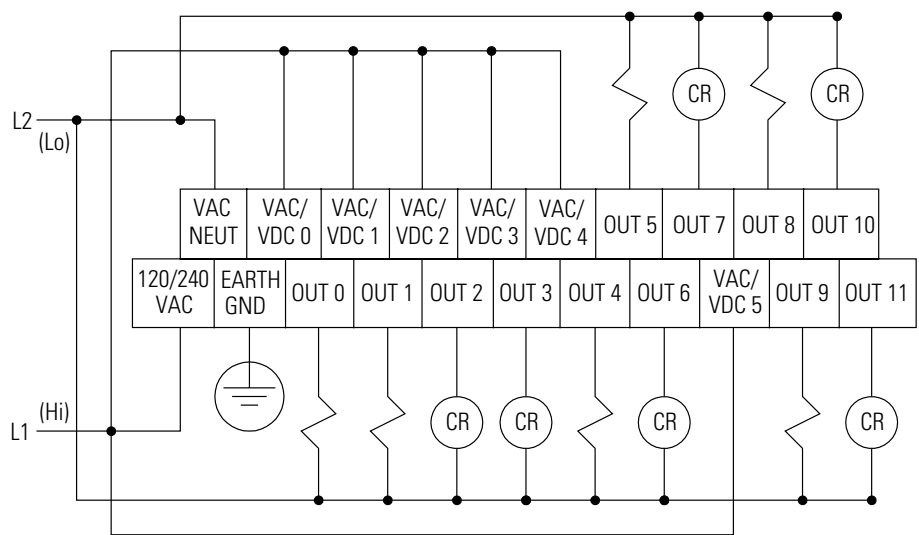 CR
CR
L2
(Lo)
VAC
NEUT
VAC/
VDC 0
VAC/
VDC 1
VAC/
VDC 2
VAC/
VDC 3
VAC/
VDC 4
OUT 5
OUT 7
OUT 8
OUT 10
120/240
VAC
EARTH
GND
OUT 0
OUT 1
OUT 2
OUT 3
OUT 4
OUT 6
VAC/
VDC 5
OUT 9
OUT 11
(Hi)
L1
CR
CR
CR
CR